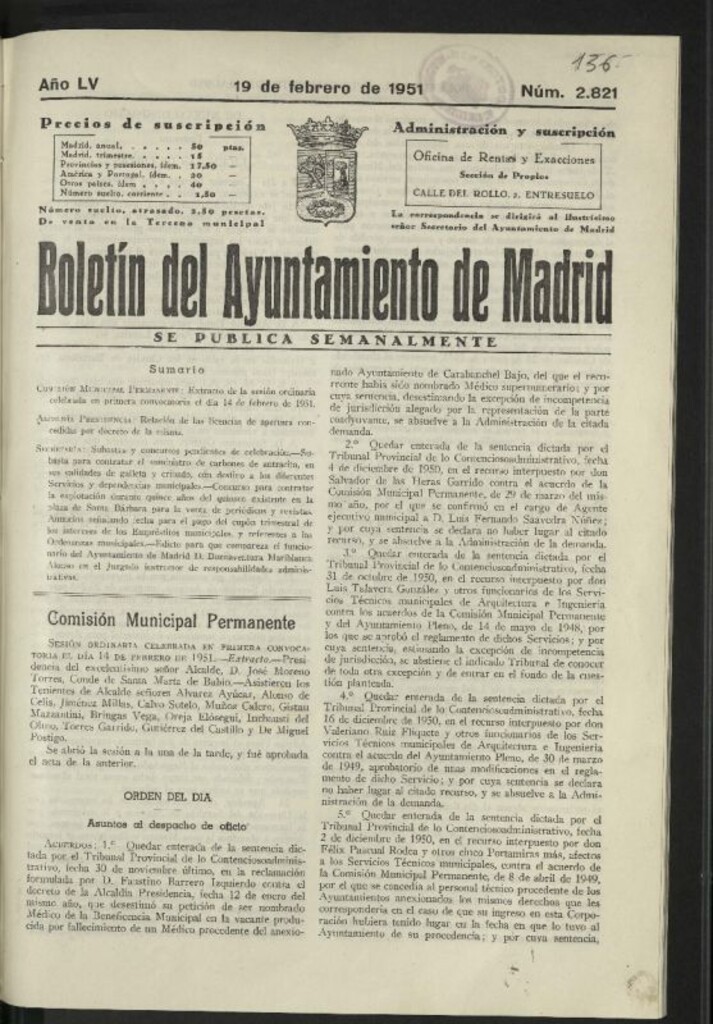 136
Año LV
19 de febrero de 1951
Núm. 2.821
Precios de suscripción
Madrid, anual. . . . . . 50 ptas.
Madrid, trimestre. . . . . 15 —
Provincias y posesiones, ídem. 17,50 —
América y Portugal, ídem. . 20 —
Otros países, ídem . . . . 40 —
Número suelto, corriente . . 1,50 —
Número suelto, atrasado, 2,50 pesetas.
De venta en la Tercena municipal
Administración y suscripción
Oficina de Rentas y Exacciones
Sección de Propios
CALLE DEL ROLLO, 2, ENTRESUELO
La correspondencia se dirigirá al ilustrísimo
señor Secretario del Ayuntamiento de Madrid
Boletín del Ayuntamiento de Madrid
SE PUBLICA SEMANALMENTE
Sumario
COMISIÓN MUNICIPAL PERMANENTE: Extracto de la sesión ordinaria
celebrada en primera convocatoria el día 14 de febrero de 1951.
ALCALDÍA PRESIDENCIA: Relación de las licencias de apertura con-
cedidas por decreto de la misma.
SECRETARÍA: Subastas y concursos pendientes de celebración.—Su-
basta para contratar el suministro de carbones de antracita, en
sus calidades de galleta y cribado, con destino a los diferentes
Servicios y dependencias municipales.—Concurso para contratar
la explotación durante quince años del quiosco existente en la
plaza de Santa Bárbara para la venta de periódicos y revistas.
Anuncios señalando fecha para el pago del cupón trimestral de
los intereses de los Empréstitos municipales, y referentes a las
Ordenanzas municipales.—Edicto para que comparezca el funcio-
nario del Ayuntamiento de Madrid D. Buenaventura Mariblanca
Alonso en el Juzgado instructor de responsabilidades adminis-
trativas.
Comisión Municipal Permanente
SESIÓN ORDINARIA CELEBRADA EN PRIMERA CONVOCA-
TORIA EL DÍA 14 DE FEBRERO DE 1951.—Extracto.—Presi-
dencia del excelentísimo señor Alcalde, D. José Moreno
Torres, Conde de Santa Marta de Babío.—Asistieron los
Tenientes de Alcalde señores Alvarez Ayúcar, Alonso de
Celis, Jiménez Millas, Calvo Sotelo, Muñoz Calero, Gistau
Mazzantini, Bringas Vega, Oreja Elósegui, Inchausti del
Olmo, Torres Garrido, Gutiérrez del Castillo y De Miguel
Postigo.
Se abrió la sesión a la una de la tarde, y fué aprobada
el acta de la anterior.
ORDEN DEL DIA
Asuntos al despacho de oficio
ACUERDOS: 1.º Quedar enterada de la sentencia dic-
tada por el Tribunal Provincial de lo Contenciosoadminis-
trativo, fecha 30 de noviembre último, en la reclamación
formulada por D. Faustino Barrero Izquierdo contra el
decreto de la Alcaldía Presidencia, fecha 12 de enero del
mismo año, que desestimó su petición de ser nombrado
Médico de la Beneficencia Municipal en la vacante produ-
cida por fallecimiento de un Médico procedente del anexio-
nado Ayuntamiento de Carabanchel Bajo, del que el recu-
rrente había sido nombrado Médico supernumerario; y por
cuya sentencia, desestimando la excepción de incompetencia
de jurisdicción alegado por la representación de la parte
coadyuvante, se absuelve a la Administración de la citada
demanda.
2.º Quedar enterada de la sentencia dictada por el
Tribunal Provincial de lo Contenciosoadministrativo, fecha
4 de diciembre de 1950, en el recurso interpuesto por don
Salvador de las Heras Garrido contra el acuerdo de la
Comisión Municipal Permanente, de 29 de marzo del mis-
mo año, por el que se confirmó en el cargo de Agente
ejecutivo municipal a D. Luis Fernando Saavedra Núñez;
y por cuya sentencia se declara no haber lugar al citado
recurso, y se absuelve a la Administración de la demanda.
3.º Quedar enterada de la sentencia dictada por el
Tribunal Provincial de lo Contenciosoadministrativo, fecha
31 de octubre de 1950, en el recurso interpuesto por don
Luis Talavera González y otros funcionarios de los Servi-
cios Técnicos municipales de Arquitectura e Ingeniería
contra los acuerdos de la Comisión Municipal Permanente
y del Ayuntamiento Pleno, de 14 de mayo de 1948, por
los que se aprobó el reglamento de dichos Servicios; y por
cuya sentencia, estimando la excepción de incompetencia
de jurisdicción, se abstiene el indicado Tribunal de conocer
de toda otra excepción y de entrar en el fondo de la cues-
tión planteada.
4.º Quedar enterada de la sentencia dictada por el
Tribunal Provincial de lo Contenciosoadministrativo, fecha
16 de diciembre de 1950, en el recurso interpuesto por don
Valeriano Ruiz Fliquete y otros funcionarios de los Ser-
vicios Técnicos municipales de Arquitectura e Ingeniería
contra el acuerdo del Ayuntamiento Pleno, de 30 de marzo
de 1949, aprobatorio de unas modificaciones en el regla-
mento de dicho Servicio; y por cuya sentencia se declara
no haber lugar al citado recurso, y se absuelve a la Admi-
nistración de la demanda.
5.º Quedar enterada de la sentencia dictada por el
Tribunal Provincial de lo Contenciosoadministrativo, fecha
2 de diciembre de 1950, en el recurso interpuesto por don
Félix Pascual Rodea y otros cinco Portamiras más, afectos
a los Servicios Técnicos municipales, contra el acuerdo de
la Comisión Municipal Permanente, de 8 de abril de 1949,
por el que se concedía al personal técnico procedente de los
Ayuntamientos anexionados los mismos derechos que les
correspondería en el caso de que su ingreso en esta Corpo-
ración hubiera tenido lugar en la fecha en que lo tuvo al
Ayuntamiento de su procedencia; y por cuya sentencia,